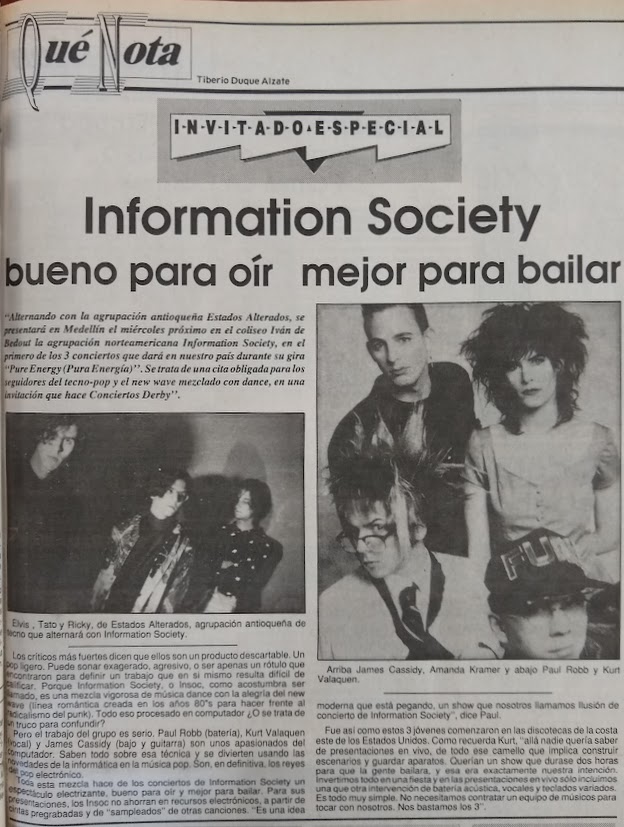 Qué Nota
Tiberio Duque Alzate
I·N·V·I·T·A·D·O·E·S·P·E·C·I·A·L
Information Society
bueno para oír mejor para bailar
"Alternando con la agrupación antioqueña Estados Alterados, se
presentará en Medellín el miércoles próximo en el coliseo Iván de
Bedout la agrupación norteamericana Information Society, en el
primero de los 3 conciertos que dará en nuestro país durante su gira
"Pure Energy (Pura Energía)". Se trata de una cita obligada para los
seguidores del tecno-pop y el new wave mezclado con dance, en una
invitación que hace Conciertos Derby".
Elvis, Tato y Ricky, de Estados Alterados, agrupación antioqueña de
tecno que alternará con Information Society.
Los críticos más fuertes dicen que ellos son un producto descartable. Un
pop ligero. Puede sonar exagerado, agresivo, o ser apenas un rótulo que
encontraron para definir un trabajo que en si mismo resulta difícil de
calificar. Porque Information Society, o Insoc, como acostumbra ser
llamado, es una mezcla vigorosa de música dance con la alegría del new
wave (línea romántica creada en los años 80"s para hacer frente al
radicalismo del punk). Todo eso procesado en computador ¿O se trata de
un truco para confundir?
Pero el trabajo del grupo es serio. Paul Robb (batería), Kurt Valaquen
(vocal) y James Cassidy (bajo y guitarra) son unos apasionados del
computador. Saben todo sobre esa técnica y se divierten usando las
novedades de la informática en la música pop. Son, en definitiva, los reyes
del pop electrónico.
Toda esta mezcla hace de los conciertos de Information Society un
espectáculo electrizante, bueno para oír y mejor para bailar. Para sus
presentaciones, los Insoc no ahorran en recursos electrónicos, a partir de
cintas pregrabadas y de "sampleados" de otras canciones. "Es una idea
FUN
Arriba James Cassidy, Amanda Kramer y abajo Paul Robb y Kurt
Valaquen.
moderna que está pegando, un show que nosotros llamamos Ilusión de
concierto de Information Society", dice Paul.
Fue así como estos 3 jóvenes comenzaron en las discotecas de la costa
este de los Estados Unidos. Como recuerda Kurt, "allá nadie quería saber
de presentaciones en vivo, de todo ese camello que implica construir
escenarios y guardar aparatos. Querían un show que durase dos horas
para que la gente bailara, y esa era exactamente nuestra intención.
Invertimos todo en una fiesta y en las presentaciones en vivo sólo incluímos
una que otra intervención de batería acústica, vocales y teclados variados.
Es todo muy simple. No necesitamos contratar un equipo de músicos para
tocar con nosotros. Nos bastamos los 3".